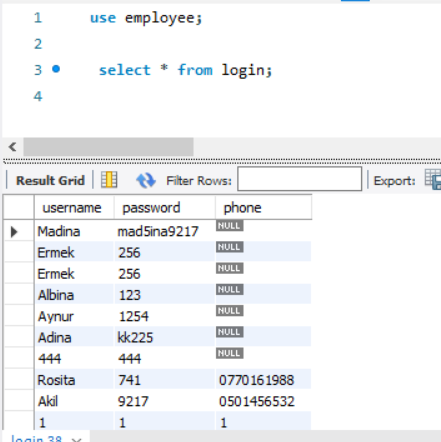 1 use employee;
2
3 select * from login;
4
Result Grid Filter Rows: Export:
username password phone
Madina mad5ina9217 NULL
Ermek 256 NULL
Ermek 256 NULL
Albina 123 NULL
Aynur 1254 NULL
Adina kk225 NULL
444 444 NULL
Rosita 741 0770161988
Akil 9217 0501456532
1 1 1
login 38